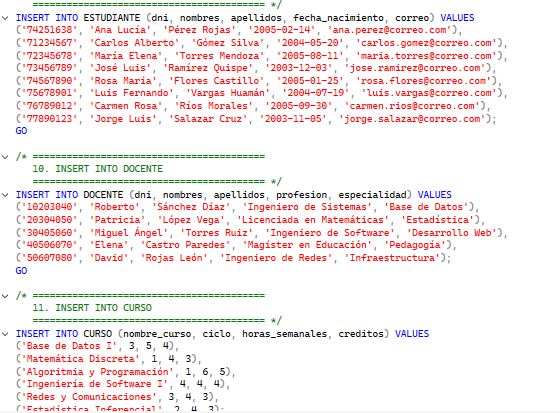 ========================================= */
INSERT INTO ESTUDIANTE (dni, nombres, apellidos, fecha_nacimiento, correo) VALUES
('74251638', 'Ana Lucía', 'Pérez Rojas', '2005-02-14', 'ana.perez@correo.com'),
('71234567', 'Carlos Alberto', 'Gómez Silva', '2004-05-20', 'carlos.gomez@correo.com'),
('72345678', 'María Elena', 'Torres Mendoza', '2005-08-11', 'maria.torres@correo.com'),
('73456789', 'José Luis', 'Ramírez Quispe', '2003-12-03', 'jose.ramirez@correo.com'),
('74567890', 'Rosa María', 'Flores Castillo', '2005-01-25', 'rosa.flores@correo.com'),
('75678901', 'Luis Fernando', 'Vargas Huamán', '2004-07-19', 'luis.vargas@correo.com'),
('76789012', 'Carmen Rosa', 'Ríos Morales', '2005-09-30', 'carmen.rios@correo.com'),
('77890123', 'Jorge Luis', 'Salazar Cruz', '2003-11-05', 'jorge.salazar@correo.com');
GO
/* =========================================
10. INSERT INTO DOCENTE
========================================= */
INSERT INTO DOCENTE (dni, nombres, apellidos, profesion, especialidad) VALUES
('10203040', 'Roberto', 'Sánchez Díaz', 'Ingeniero de Sistemas', 'Base de Datos'),
('20304050', 'Patricia', 'López Vega', 'Licenciada en Matemáticas', 'Estadística'),
('30405060', 'Miguel Ángel', 'Torres Ruiz', 'Ingeniero de Software', 'Desarrollo Web'),
('40506070', 'Elena', 'Castro Paredes', 'Magíster en Educación', 'Pedagogía'),
('50607080', 'David', 'Rojas León', 'Ingeniero de Redes', 'Infraestructura');
GO
/* =========================================
11. INSERT INTO CURSO
========================================= */
INSERT INTO CURSO (nombre_curso, ciclo, horas_semanales, creditos) VALUES
('Base de Datos I', 3, 5, 4),
('Matemática Discreta', 1, 4, 3),
('Algoritmia y Programación', 1, 6, 5),
('Ingeniería de Software I', 4, 4, 4),
('Redes y Comunicaciones', 3, 4, 3),
('Estadística Inferencial', 2, 4, 3);